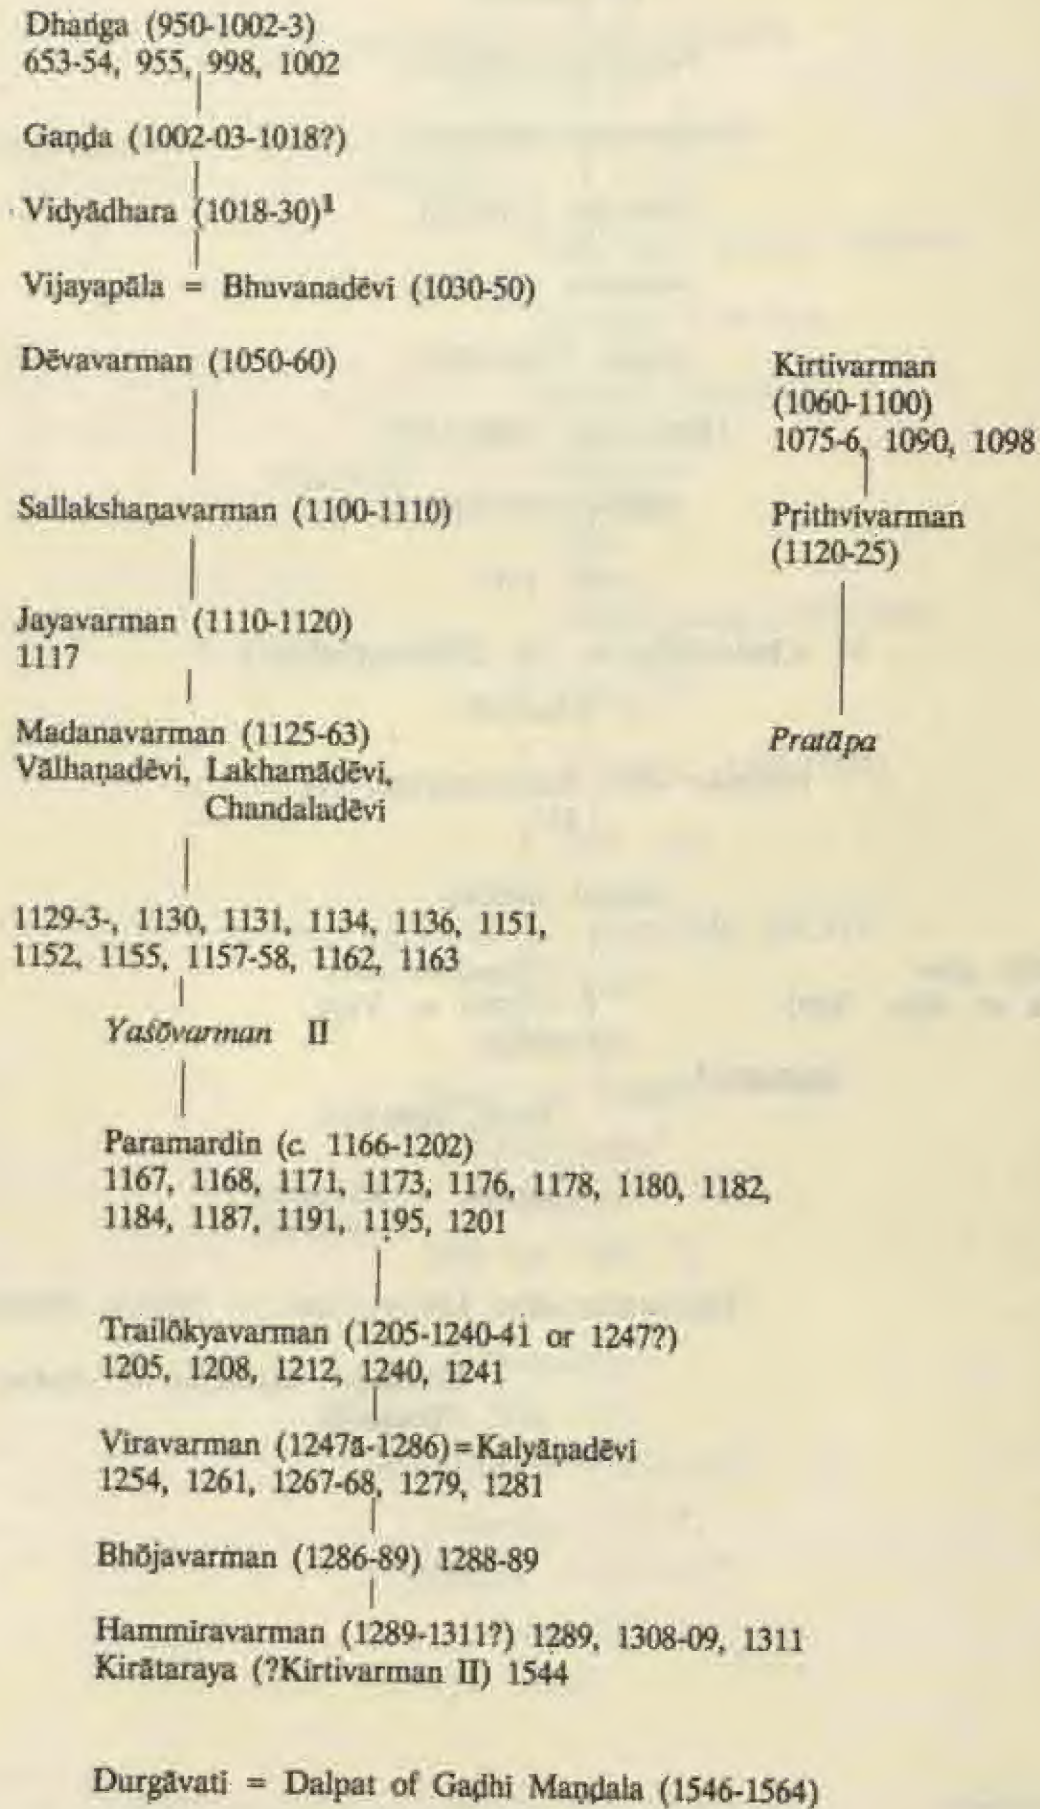 Dhaṅga (950-1002-3)
653-54, 955, 998, 1002
Gaṇḍa (1002-03-1018?)
Vidyādhara (1018-30)¹
Vijayapāla = Bhuvanadēvi (1030-50)
Dēvavarman (1050-60)
Kīrtivarman
(1060-1100)
1075-6, 1090, 1098
Sallakshaṇavarman (1100-1110)
Pṛithvivarman
(1120-25)
Jayavarman (1110-1120)
1117
Madanavarman (1125-63)
Vālhaṇadēvi, Lakhamādēvi,
Chandaladēvi
Pratāpa
1129-3-, 1130, 1131, 1134, 1136, 1151,
1152, 1155, 1157-58, 1162, 1163
Yaśōvarman II
Paramardin (c. 1166-1202)
1167, 1168, 1171, 1173, 1176, 1178, 1180, 1182,
1184, 1187, 1191, 1195, 1201
Trailōkyavarman (1205-1240-41 or 1247?)
1205, 1208, 1212, 1240, 1241
Viravarman (1247ā-1286)=Kalyāṇadēvi
1254, 1261, 1267-68, 1279, 1281
Bhōjavarman (1286-89) 1288-89
Hammiravarman (1289-1311?) 1289, 1308-09, 1311
Kirātaraya (?Kirtivarman II) 1544
Durgāvati = Dalpat of Gaḍhi Maṇḍala (1546-1564)